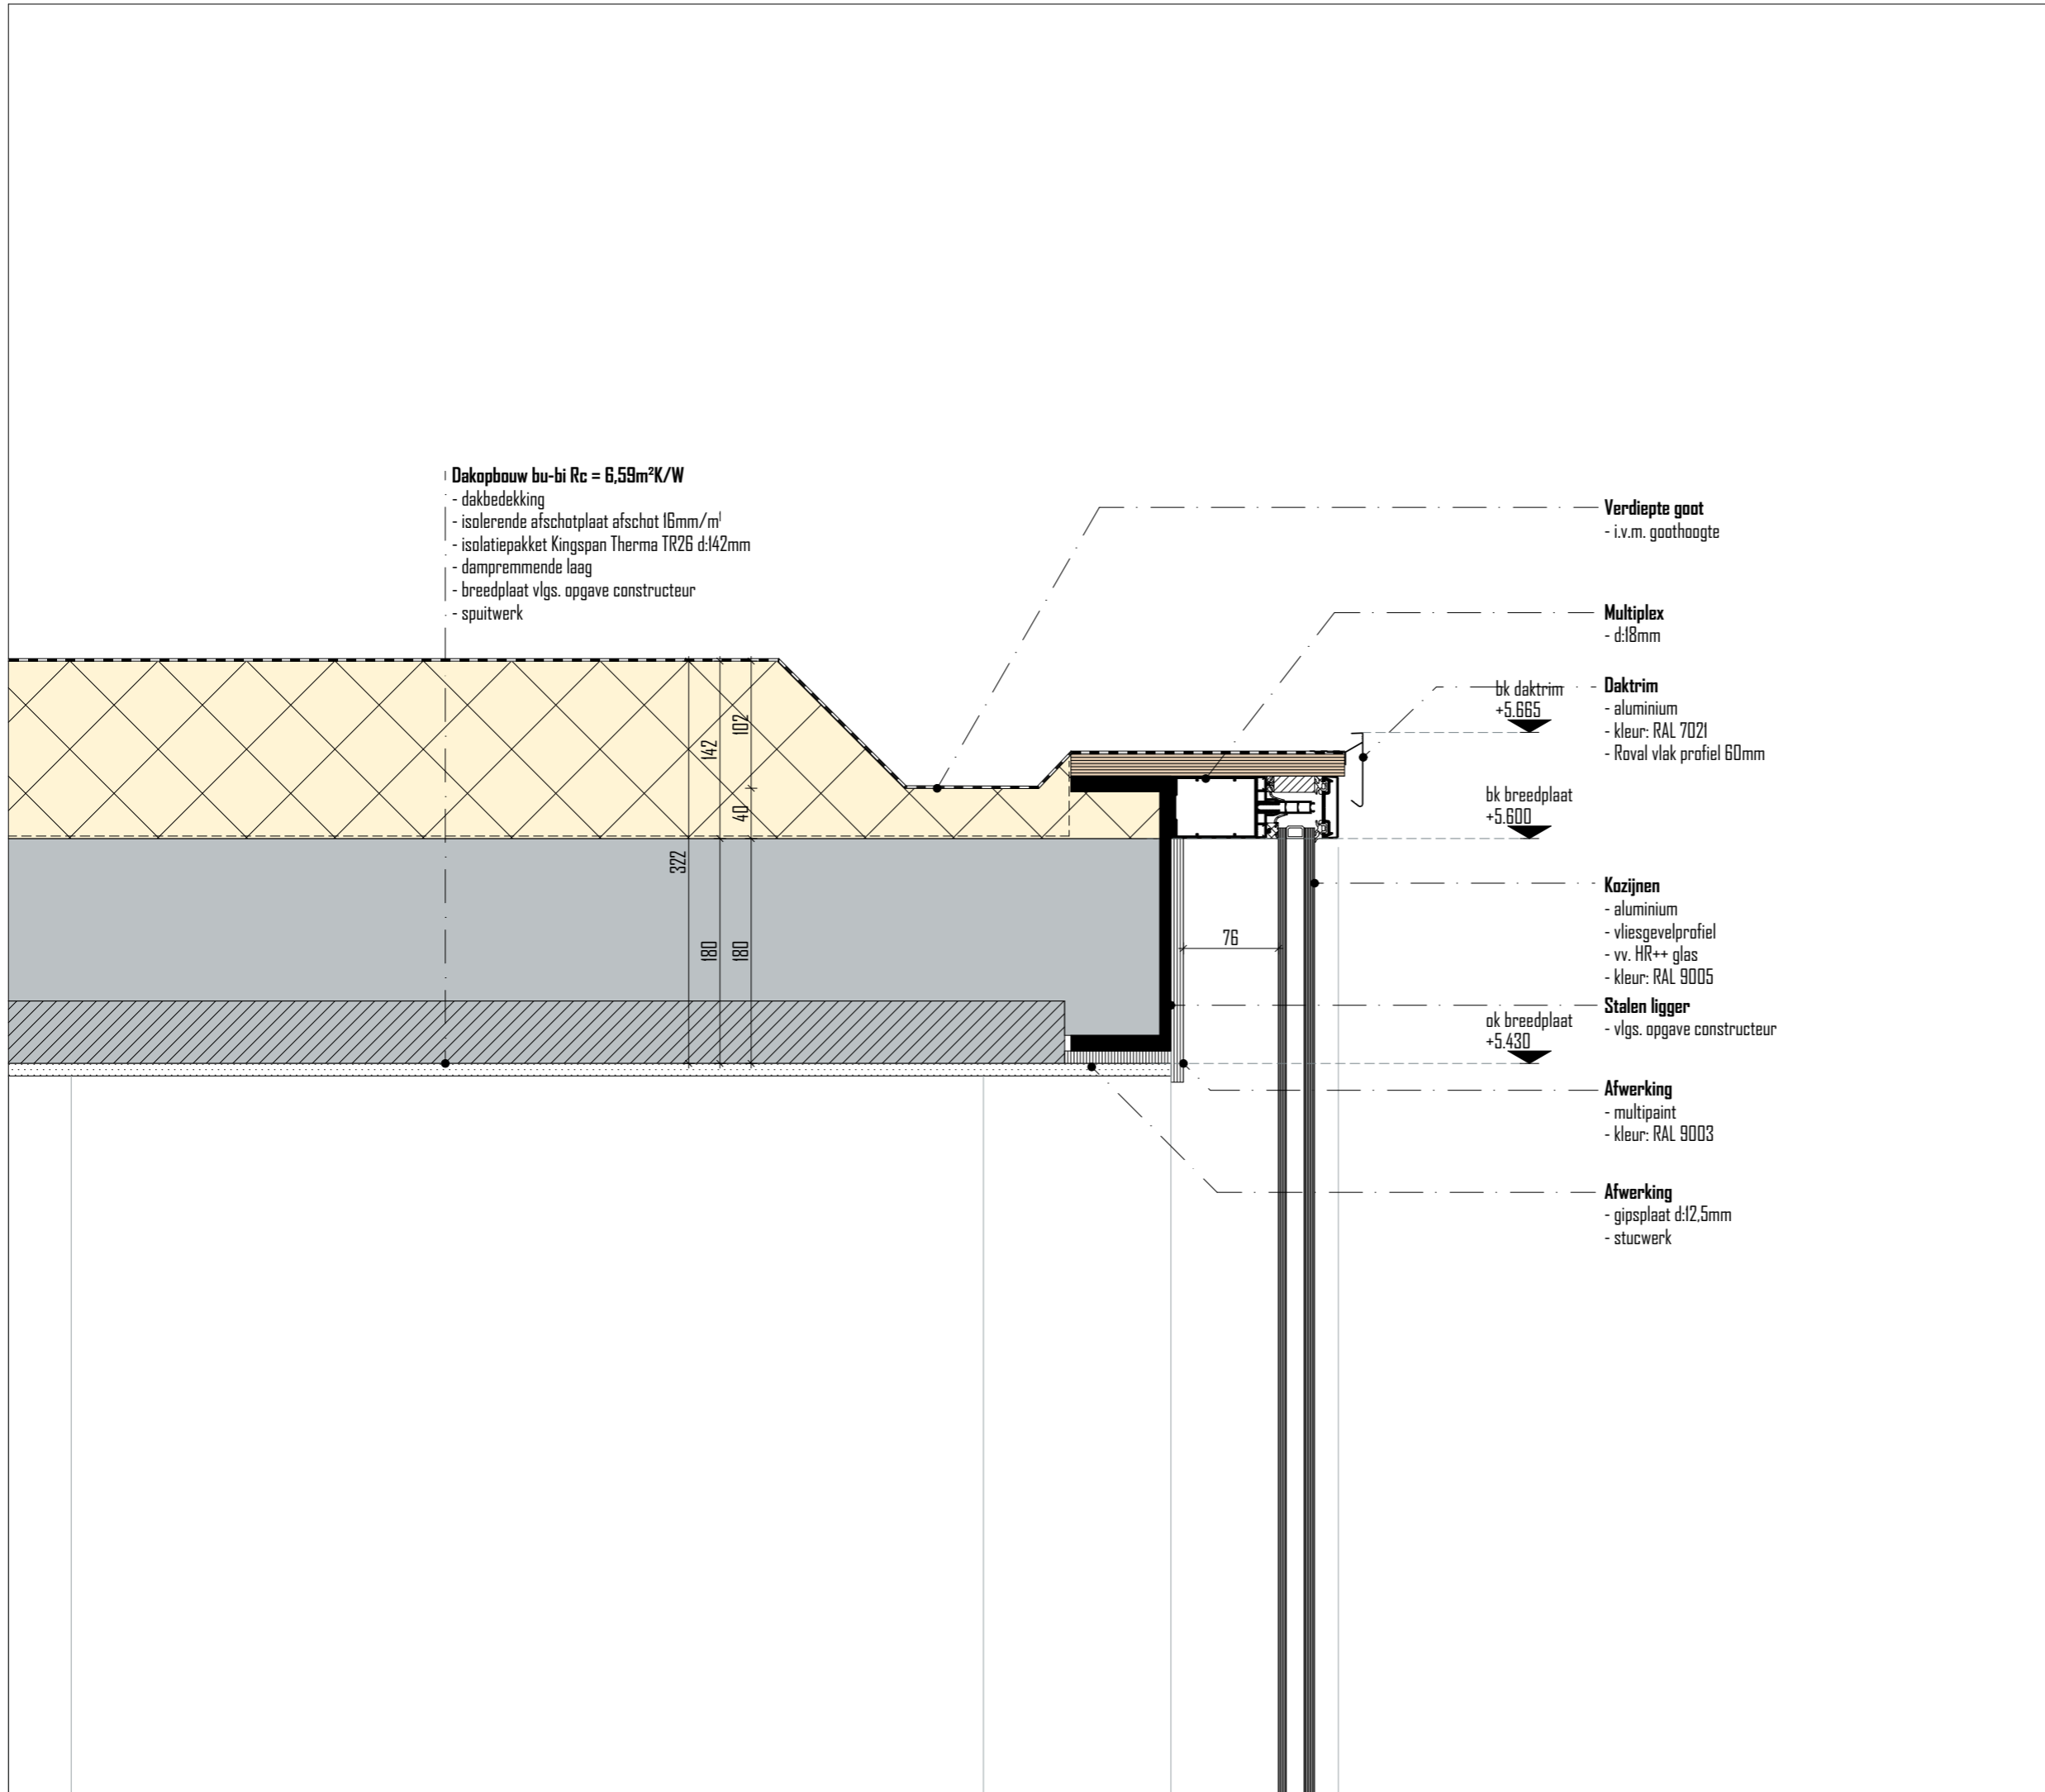 Dakopbouw bu-bi Rc = 6,59m²K/W
- dakbedekking
- isolerende afschotplaat afschot 16mm/m¹
- isolatiepakket Kingspan Therma TR26 d:142mm
- dampremmende laag
- breedplaat vlgs. opgave constructeur
- spuitwerk
Verdiepte goot
- i.v.m. goothoogte
Multiplex
- d:18mm
bk daktrim
+5.665
Daktrim
- aluminium
- kleur: RAL 7021
- Roval vlak profiel 60mm
102
142
40
322
180
180
76
bk breedplaat
+5.600
Kozijnen
- aluminium
- vliesgevelprofiel
- vv. HR++ glas
- kleur: RAL 9005
Stalen ligger
- vlgs. opgave constructeur
ok breedplaat
+5.430
Afwerking
- multipaint
- kleur: RAL 9003
Afwerking
- gipsplaat d:12,5mm
- stucwerk